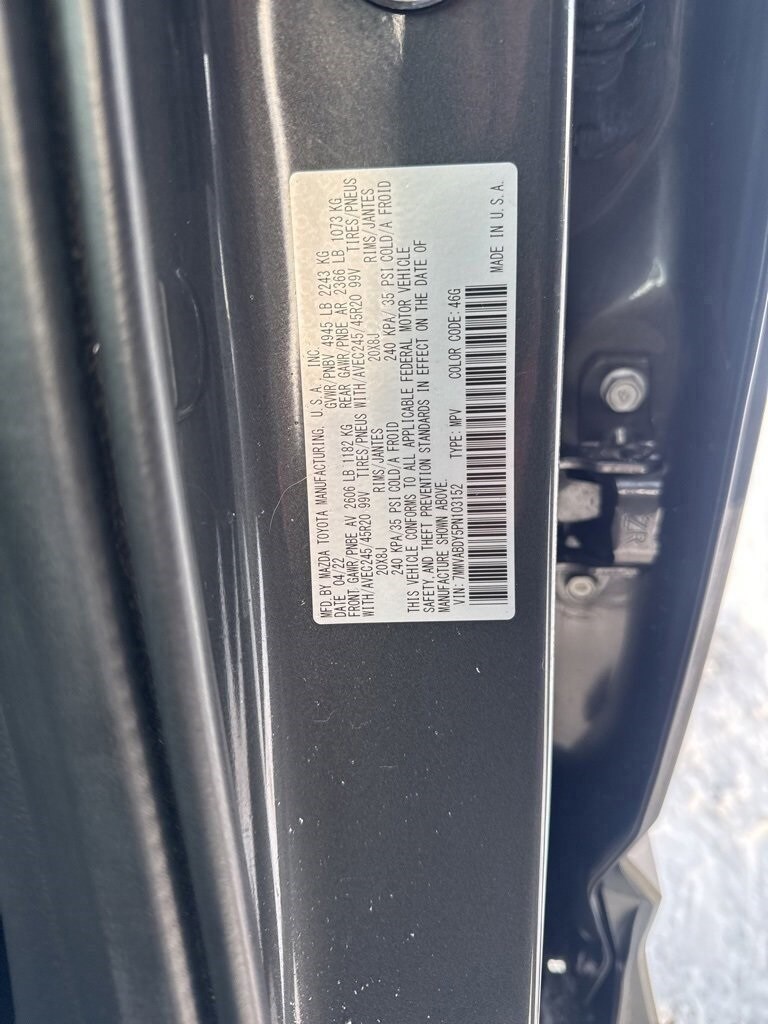 MFD. BY MAZDA TOYOTA MANUFACTURING, U.S.A., INC.
DATE 04/22 GVWR/PNBV 4945 LB 2243 KG
FRONT GAWR/PNBE AV 2606 LB 1182 KG REAR GAWR/PNBE AR 2366 LB 1073 KG
WITH/AVEC245/45R20 99V TIRES/PNEUS WITH/AVEC245/45R20 99V TIRES/PNEUS
20X8J RIMS/JANTES 20X8J RIMS/JANTES
240 KPA/35 PSI COLD/A FROID 240 KPA/ 35 PSI COLD/A FROID
THIS VEHICLE CONFORMS TO ALL APPLICABLE FEDERAL MOTOR VEHICLE
SAFETY, AND THEFT PREVENTION STANDARDS IN EFFECT ON THE DATE OF
MANUFACTURE SHOWN ABOVE.
VIN: 7MMVABDY5PN103152 TYPE: MPV COLOR CODE: 46G
MADE IN U.S.A.